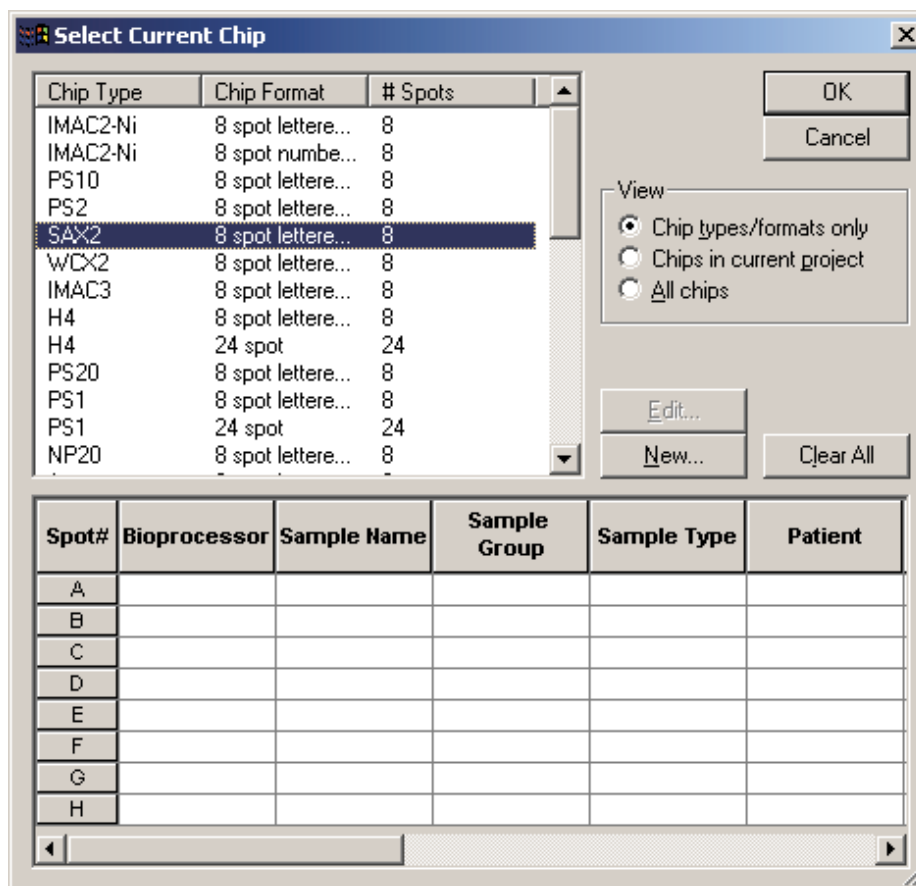 Select Current Chip
Chip Type Chip Format # Spots
IMAC2-Ni 8 spot lettere... 8
IMAC2-Ni 8 spot numbe... 8
PS10 8 spot lettere... 8
PS2 8 spot lettere... 8
SAX2 8 spot lettere... 8
WCX2 8 spot lettere... 8
IMAC3 8 spot lettere... 8
H4 8 spot lettere... 8
H4 24 spot 24
PS20 8 spot lettere... 8
PS1 8 spot lettere... 8
PS1 24 spot 24
NP20 8 spot lettere... 8
OK
Cancel
View
Chip types/formats only
Chips in current project
All chips
Edit...
New...
Clear All
Spot# Bioprocessor Sample Name Sample Group Sample Type Patient
A
B
C
D
E
F
G
H